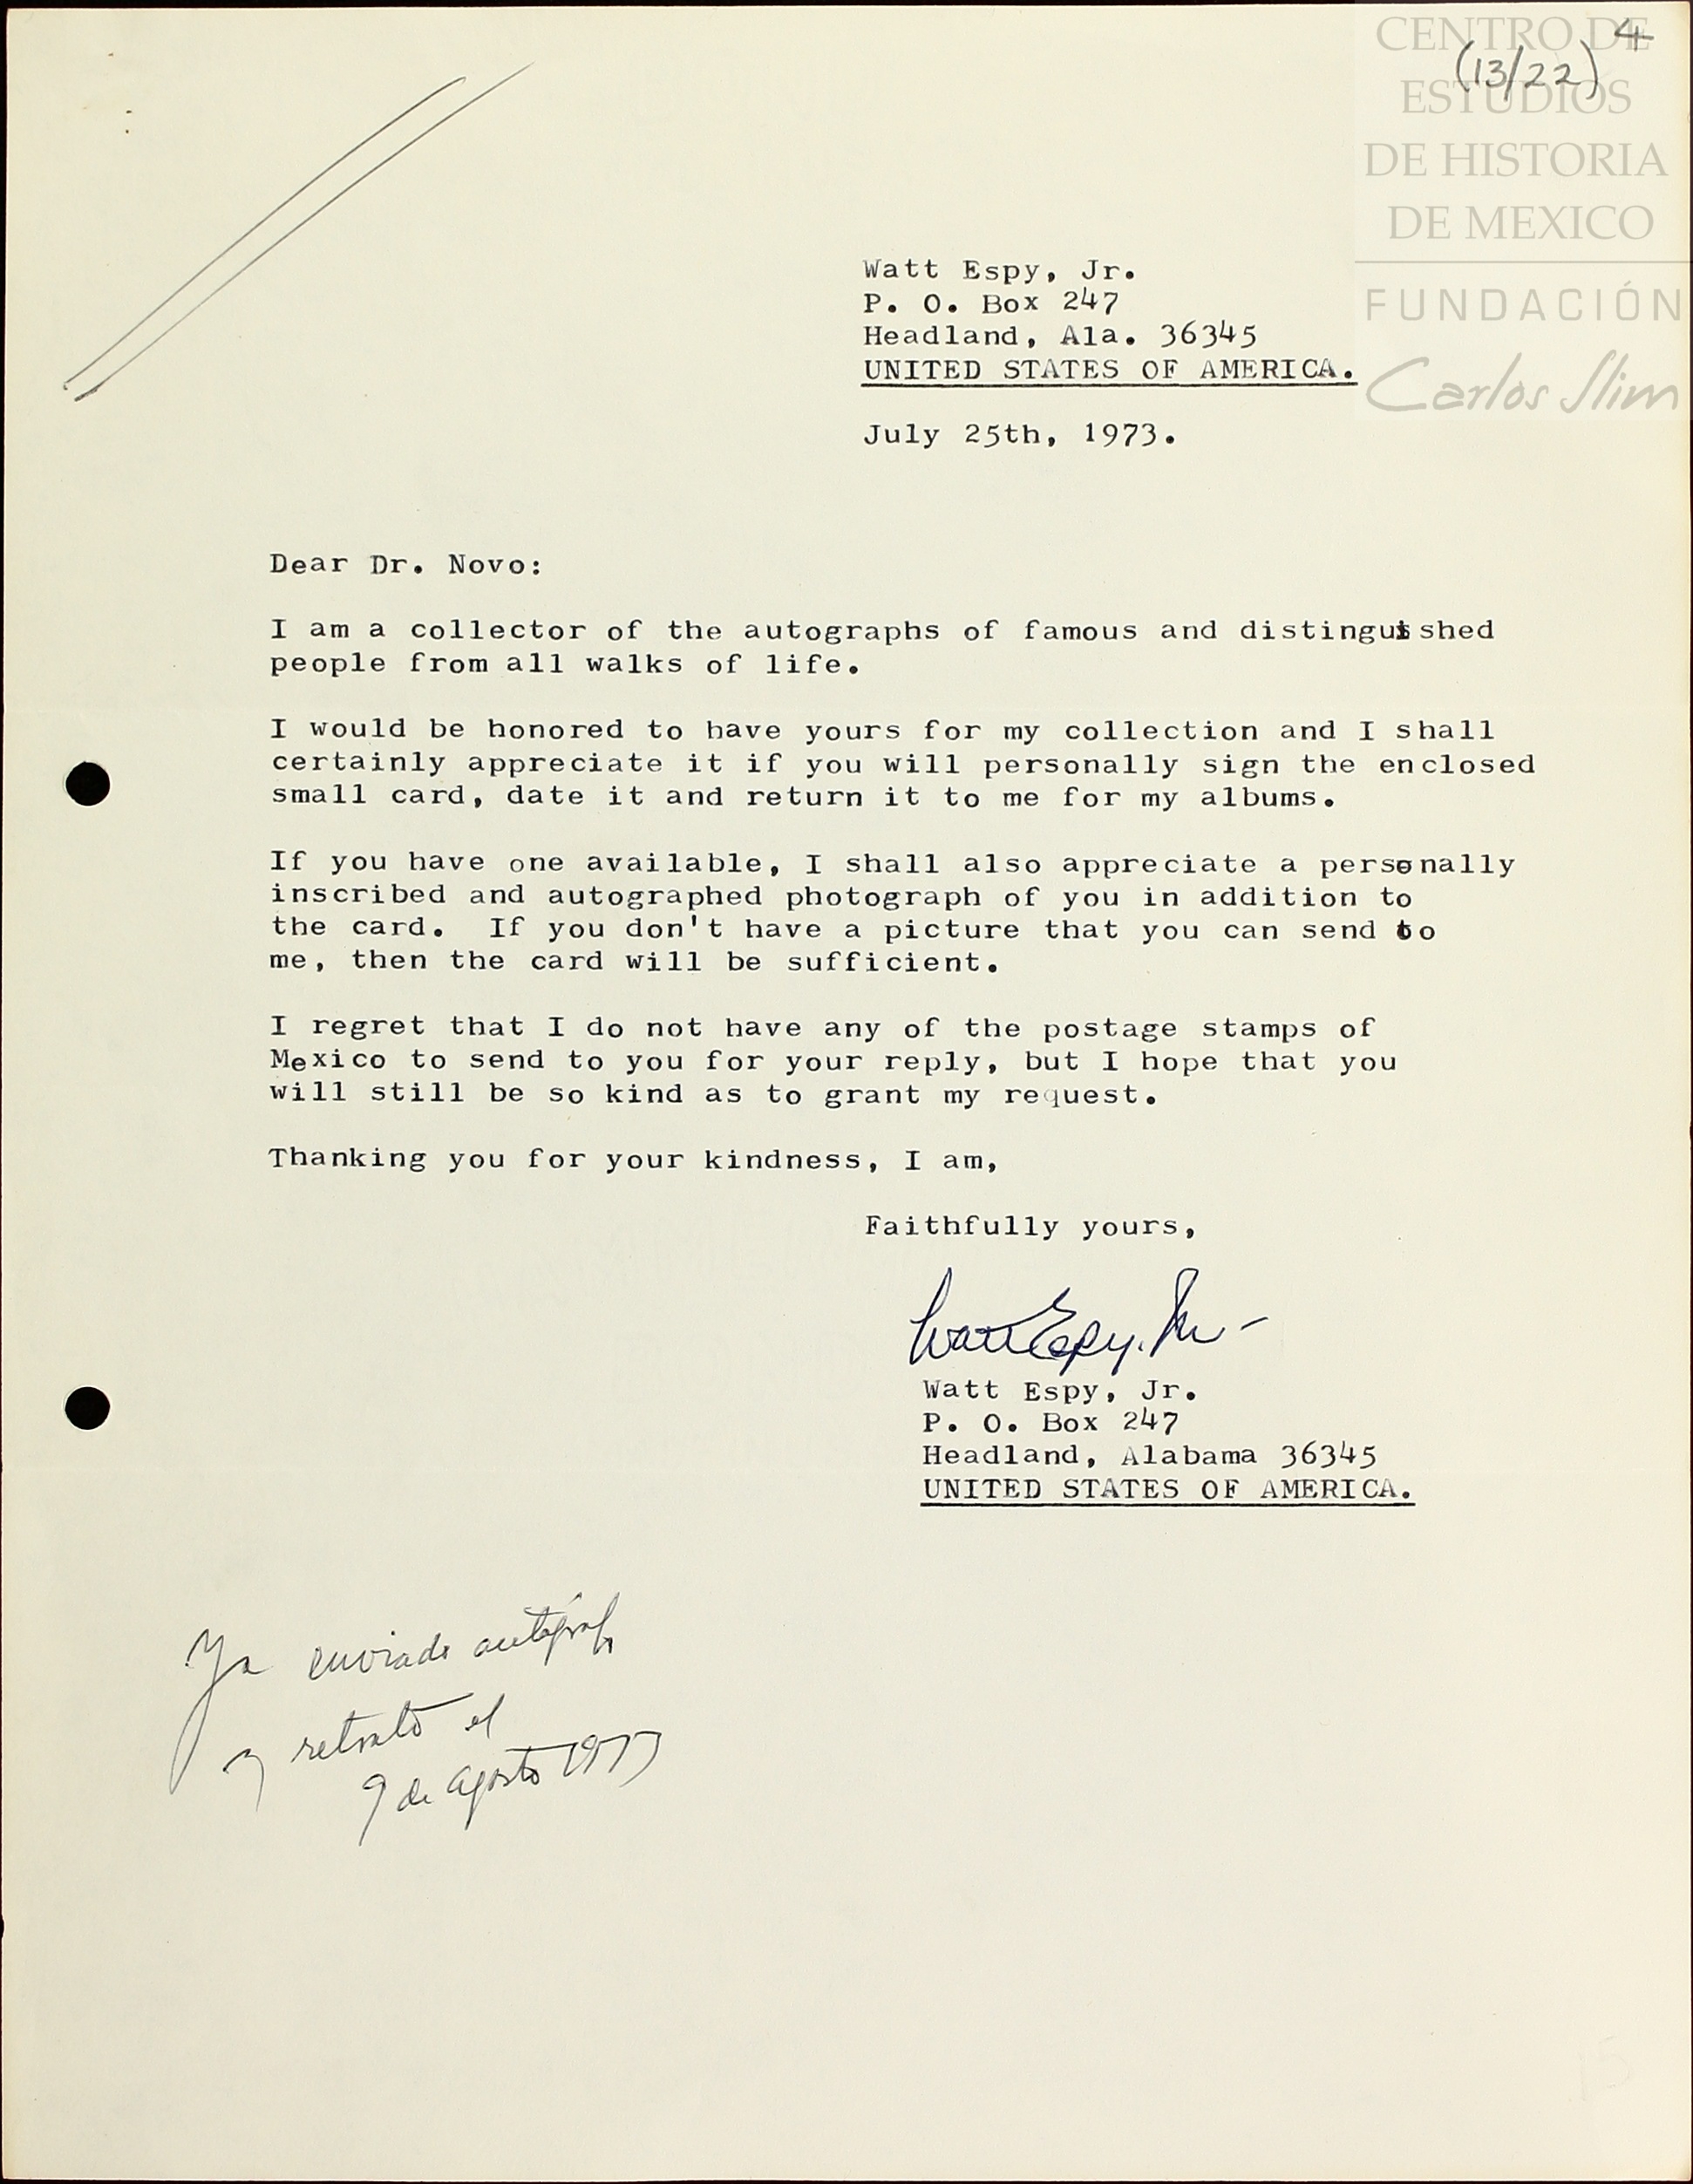 CENTRO DE
ESTUDIOS
DE HISTORIA
DE MEXICO
FUNDACIÓN
Carlos Slim
4
(13/22)
Watt Espy, Jr.
P. O. Box 247
Headland, Ala. 36345
UNITED STATES OF AMERICA.
July 25th, 1973.
Dear Dr. Novo:
I am a collector of the autographs of famous and distinguished
people from all walks of life.
I would be honored to have yours for my collection and I shall
certainly appreciate it if you will personally sign the enclosed
small card, date it and return it to me for my albums.
If you have one available, I shall also appreciate a personally
inscribed and autographed photograph of you in addition to
the card. If you don't have a picture that you can send to
me, then the card will be sufficient.
I regret that I do not have any of the postage stamps of
Mexico to send to you for your reply, but I hope that you
will still be so kind as to grant my request.
Thanking you for your kindness, I am,
Faithfully yours,
Watt Espy, Jr.
Watt Espy, Jr.
P. O. Box 247
Headland, Alabama 36345
UNITED STATES OF AMERICA.
Ya enviado autógrafo
y retrato el
9 de agosto 1973
15